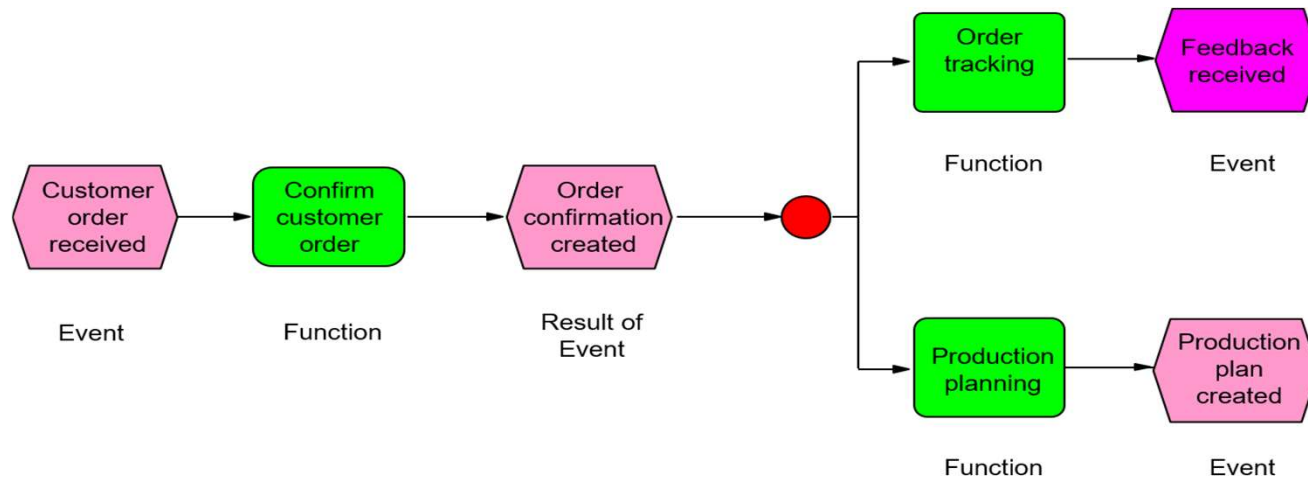 Order
tracking
Feedback
received
Function
Event
Customer
order
received
Confirm
customer
order
Order
confirmation
created
Event
Function
Result of
Event
Production
planning
Production
plan
created
Function
Event